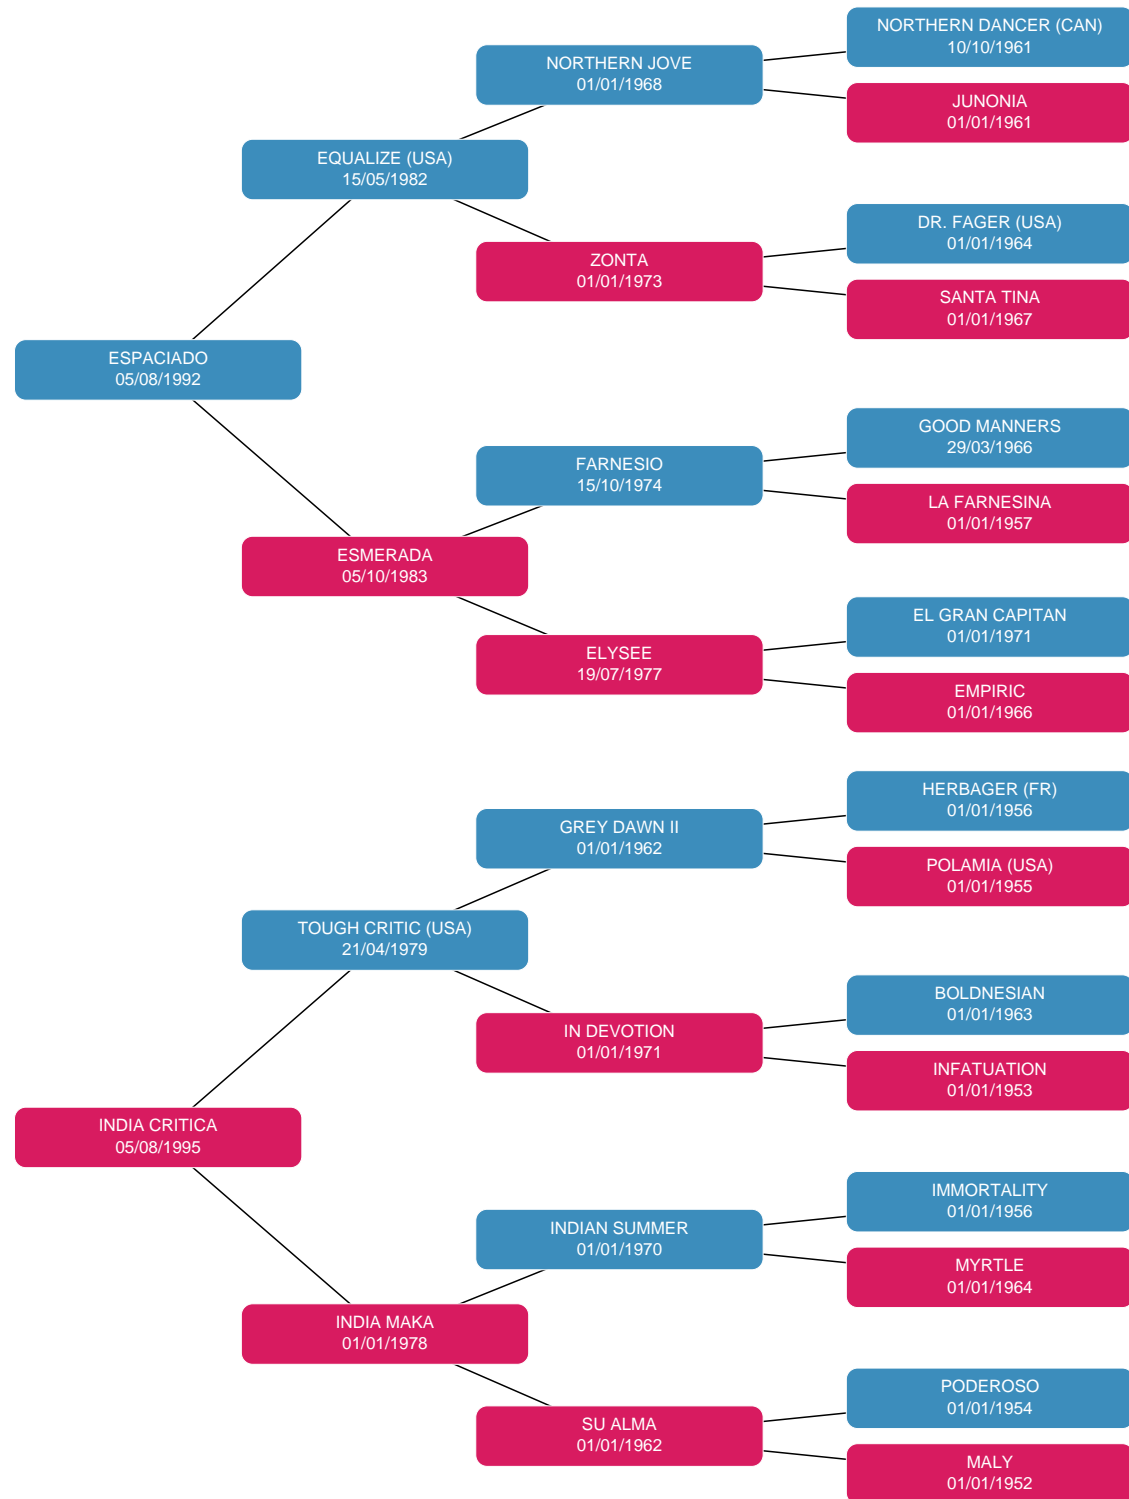 NORTHERN DANCER (CAN)
10/10/1961
NORTHERN JOVE
01/01/1968
JUNONIA
01/01/1961
EQUALIZE (USA)
15/05/1982
DR. FAGER (USA)
01/01/1964
ZONTA
01/01/1973
SANTA TINA
01/01/1967
ESPACIADO
05/08/1992
GOOD MANNERS
29/03/1966
FARNESIO
15/10/1974
LA FARNESINA
01/01/1957
ESMERADA
05/10/1983
EL GRAN CAPITAN
01/01/1971
ELYSEE
19/07/1977
EMPIRIC
01/01/1966
HERBAGER (FR)
01/01/1956
GREY DAWN II
01/01/1962
POLAMIA (USA)
01/01/1955
TOUGH CRITIC (USA)
21/04/1979
BOLDNESIAN
01/01/1963
IN DEVOTION
01/01/1971
INFATUATION
01/01/1953
INDIA CRITICA
05/08/1995
IMMORTALITY
01/01/1956
INDIAN SUMMER
01/01/1970
MYRTLE
01/01/1964
INDIA MAKA
01/01/1978
PODEROSO
01/01/1954
SU ALMA
01/01/1962
MALY
01/01/1952